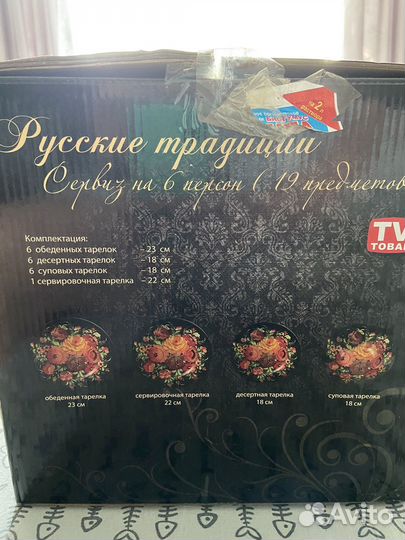 на 2 л
Русские традиции
Сервиз на 6 персон ( 19 предметов
TV
ТОВАР
Комплектация:
6 обеденных тарелок – 23 см
6 десертных тарелок – 18 см
6 суповых тарелок – 18 см
1 сервировочная тарелка – 22 см
обеденная тарелка
23 см
сервировочная тарелка
22 см
десертная тарелка
18 см
суповая тарелка
18 см
Avito